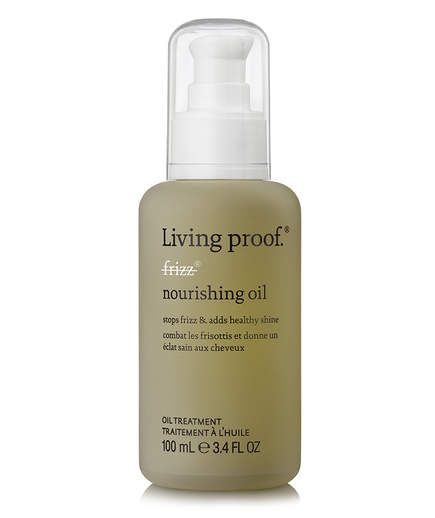 Living proof.®
frizz®
nourishing oil
stops frizz & adds healthy shine
combat les frisottis et donne un
éclat sain aux cheveux
OIL TREATMENT
TRAITEMENT À L'HUILE
100 mL ℮ 3.4 FL OZ